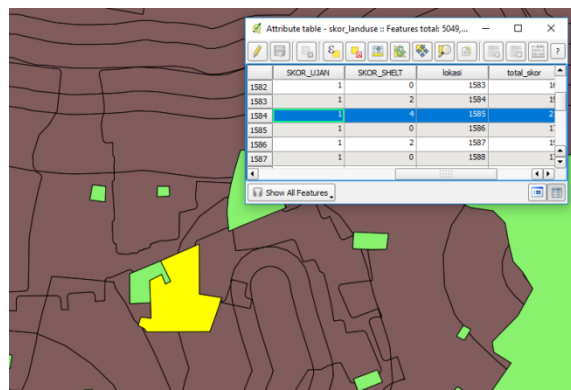 Attribute table - skor_landuse :: Features total: 5049,...
SKOR_UJAN SKOR_SHELT lokasi total_skor
1582 1 0 1583
1583 1 2 1584
1584 1 4 1585
1585 1 0 1586
1586 1 2 1587
1587 1 0 1588
Show All Features